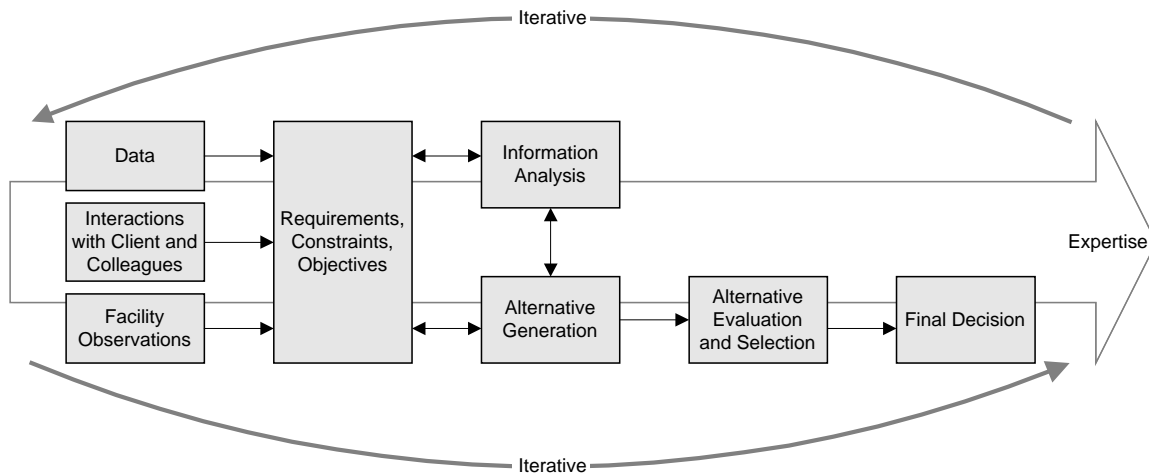 Iterative
Data
Information
Analysis
Interactions
with Client and
Colleagues
Requirements,
Constraints,
Objectives
Expertise
Facility
Observations
Alternative
Generation
Alternative
Evaluation
and Selection
Final Decision
Iterative